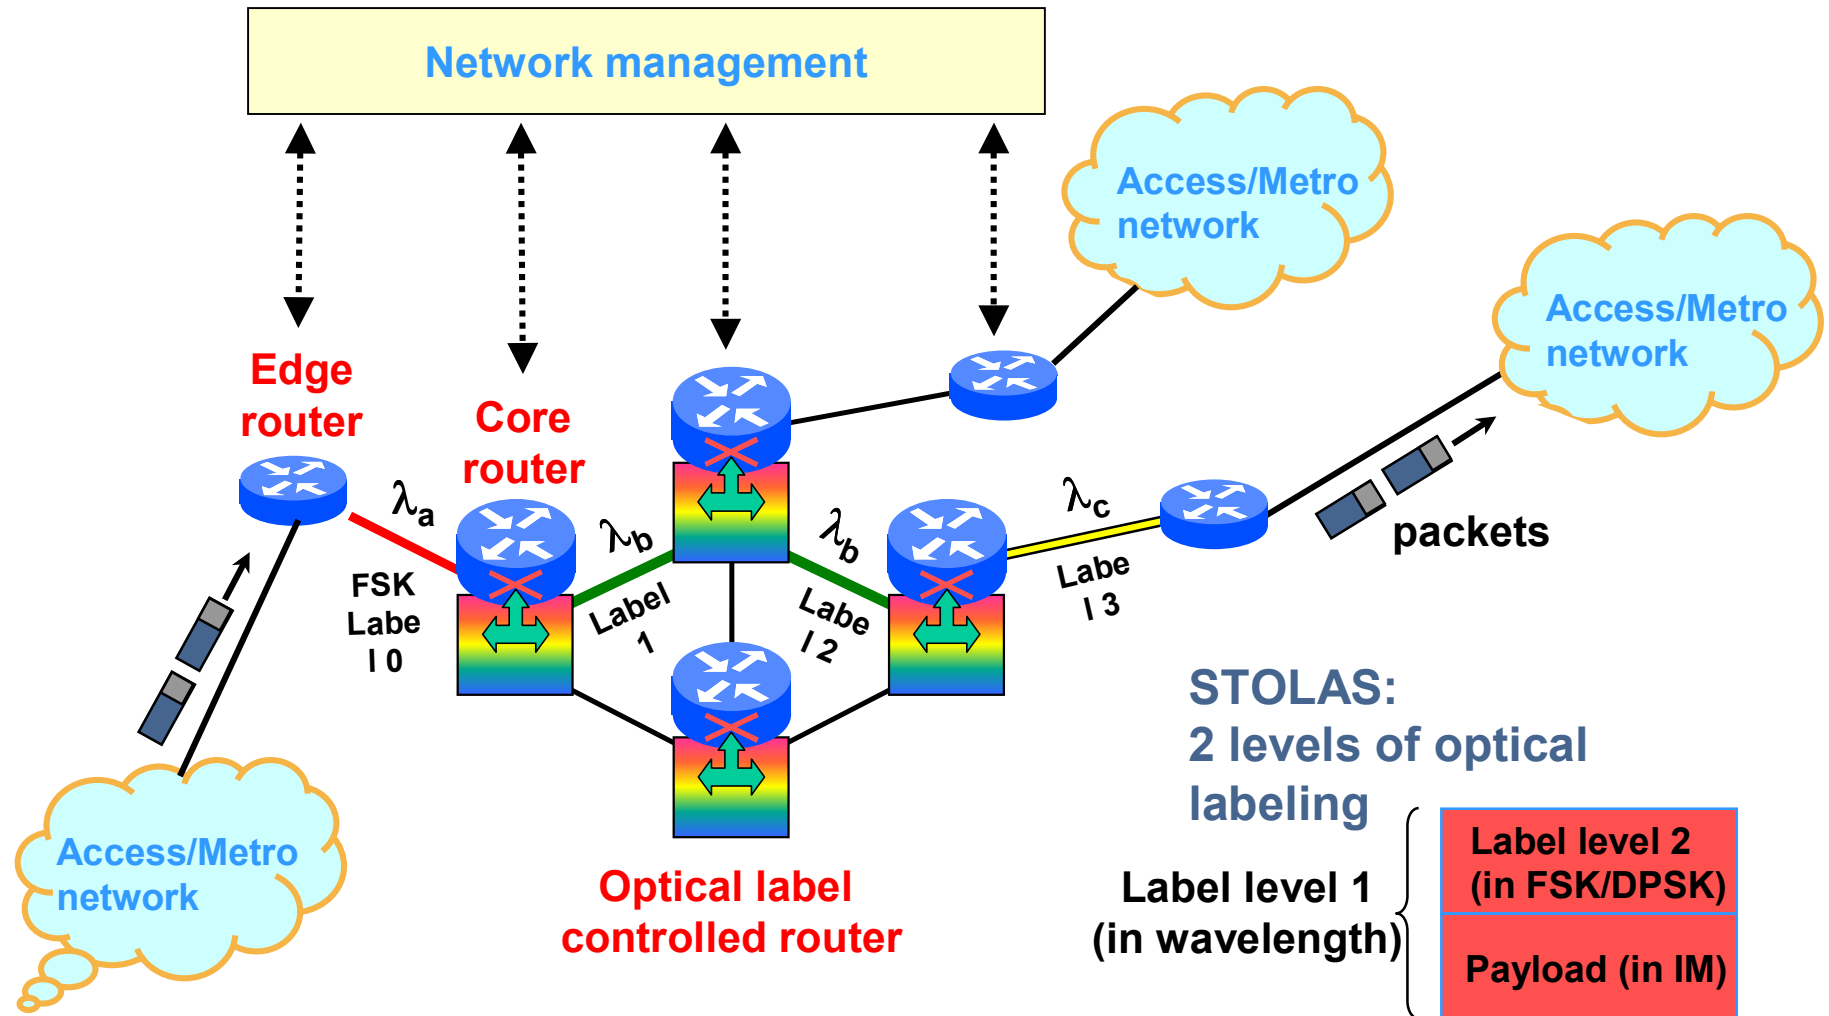 Network management
Access/Metro
network
Access/Metro
network
Edge
router
Core
router
λa
λb
λb
λc
packets
FSK
Labe
l 0
Label
1
Labe
l 2
Labe
l 3
STOLAS:
2 levels of optical
labeling
Access/Metro
network
Optical label
controlled router
Label level 1
(in wavelength)
Label level 2
(in FSK/DPSK)
Payload (in IM)